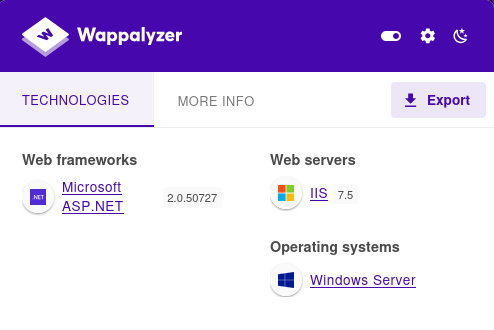 Wappalyzer
TECHNOLOGIES
MORE INFO
Export
Web frameworks
.NET
Microsoft
ASP.NET
2.0.50727
Web servers
IIS 7.5
Operating systems
Windows Server